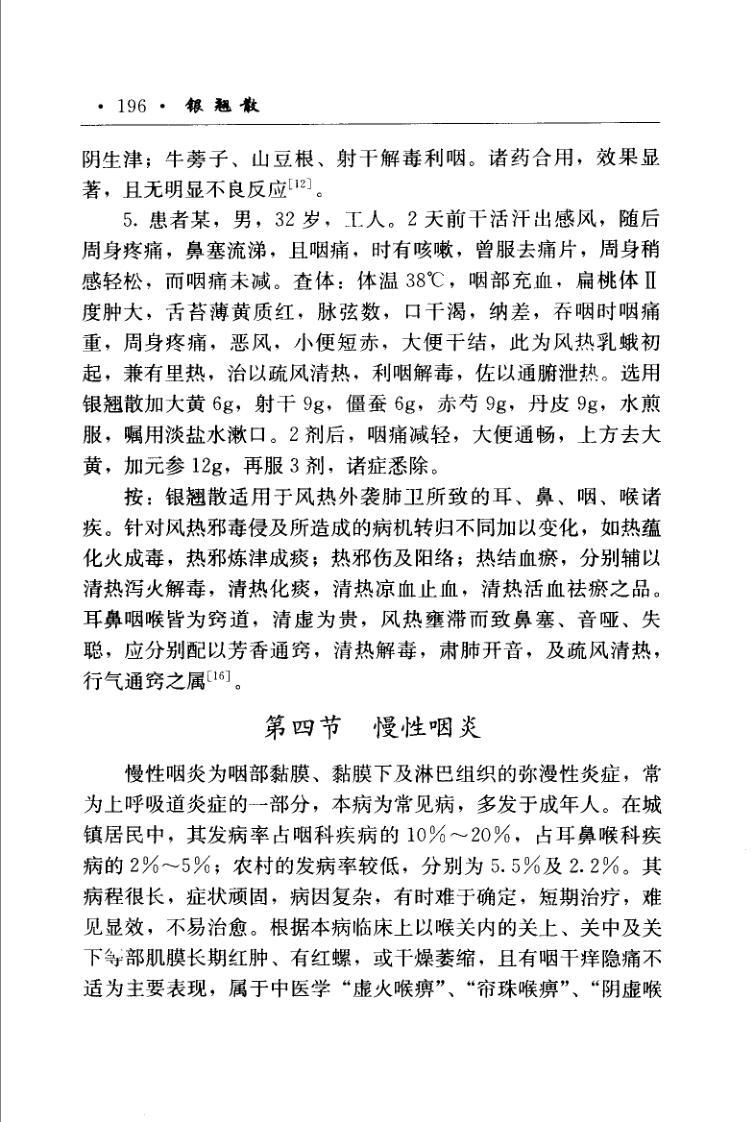 · 196 · 银翘散
阴生津；牛蒡子、山豆根、射干解毒利咽。诸药合用，效果显
著，且无明显不良反应[12]。
5. 患者某，男，32 岁，工人。2 天前干活汗出感风，随后
周身疼痛，鼻塞流涕，且咽痛，时有咳嗽，曾服去痛片，周身稍
感轻松，而咽痛未减。查体：体温 38℃，咽部充血，扁桃体Ⅱ
度肿大，舌苔薄黄质红，脉弦数，口干渴，纳差，吞咽时咽痛
重，周身疼痛，恶风，小便短赤，大便干结，此为风热乳蛾初
起，兼有里热，治以疏风清热，利咽解毒，佐以通腑泄热。选用
银翘散加大黄 6g，射干 9g，僵蚕 6g，赤芍 9g，丹皮 9g，水煎
服，嘱用淡盐水漱口。2 剂后，咽痛减轻，大便通畅，上方去大
黄，加元参 12g，再服 3 剂，诸症悉除。
按：银翘散适用于风热外袭肺卫所致的耳、鼻、咽、喉诸
疾。针对风热邪毒侵及所造成的病机转归不同加以变化，如热蕴
化火成毒，热邪炼津成痰；热邪伤及阳络；热结血瘀，分别辅以
清热泻火解毒，清热化痰，清热凉血止血，清热活血祛瘀之品。
耳鼻咽喉皆为窍道，清虚为贵，风热壅滞而致鼻塞、音哑、失
聪，应分别配以芳香通窍，清热解毒，肃肺开音，及疏风清热，
行气通窍之属[16]。
第四节 慢性咽炎
慢性咽炎为咽部黏膜、黏膜下及淋巴组织的弥漫性炎症，常
为上呼吸道炎症的一部分，本病为常见病，多发于成年人。在城
镇居民中，其发病率占咽科疾病的 10%～20%，占耳鼻喉科疾
病的 2%～5%；农村的发病率较低，分别为 5.5%及 2.2%。其
病程很长，症状顽固，病因复杂，有时难于确定，短期治疗，难
见显效，不易治愈。根据本病临床上以喉关内的关上、关中及关
下等部肌膜长期红肿、有红螺，或干燥萎缩，且有咽干痒隐痛不
适为主要表现，属于中医学“虚火喉痹”、“帘珠喉痹”、“阴虚喉